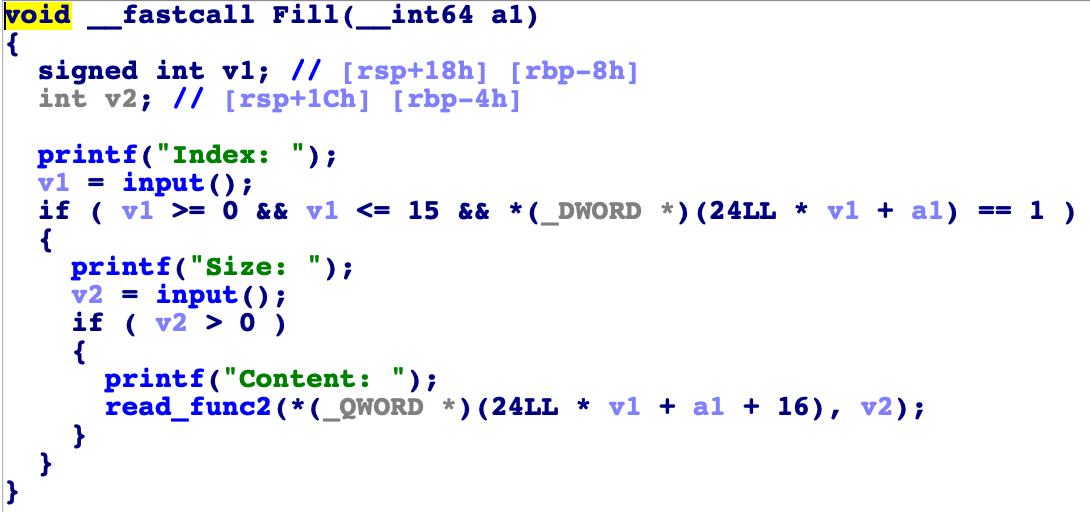 void __fastcall Fill(__int64 a1)
{
  signed int v1; // [rsp+18h] [rbp-8h]
  int v2; // [rsp+1Ch] [rbp-4h]

  printf("Index: ");
  v1 = input();
  if ( v1 >= 0 && v1 <= 15 && *(_DWORD *)(24LL * v1 + a1) == 1 )
  {
    printf("Size: ");
    v2 = input();
    if ( v2 > 0 )
    {
      printf("Content: ");
      read_func2(*(_QWORD *)(24LL * v1 + a1 + 16), v2);
    }
  }
}